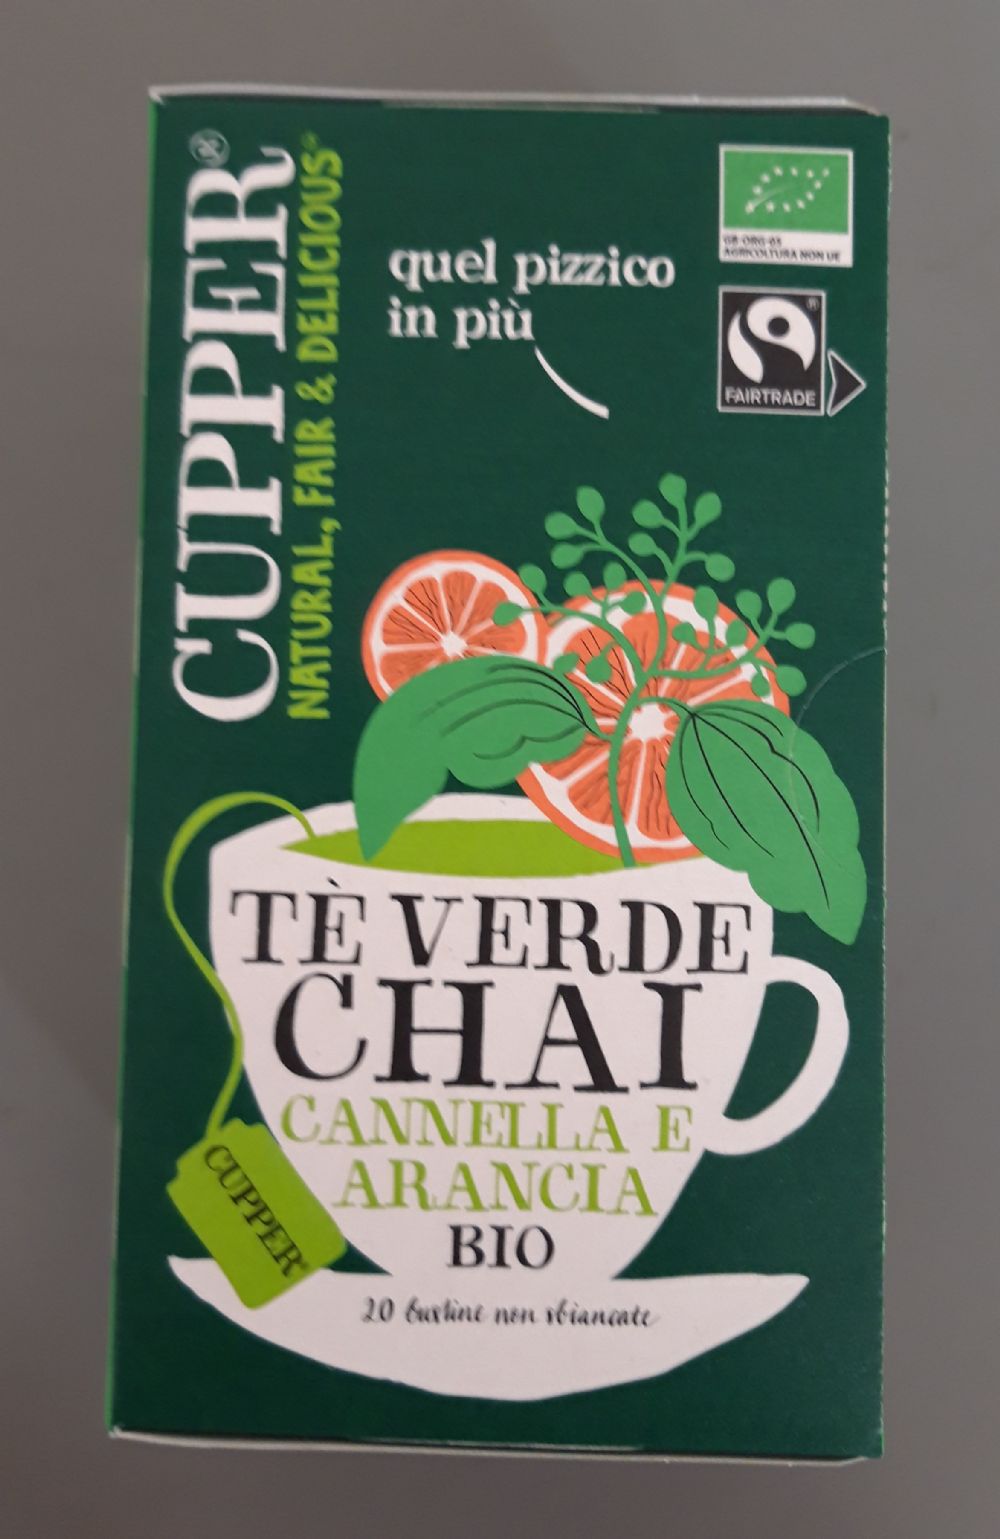 CUPPER®
NATURAL, FAIR & DELICIOUS®
quel pizzico
in più
GB-ORG-05
AGRICOLTURA NON UE
FAIRTRADE
TÈ VERDE
CHAI
CANNELLA E
ARANCIA
BIO
CUPPER®
20 bustine non sbiancate